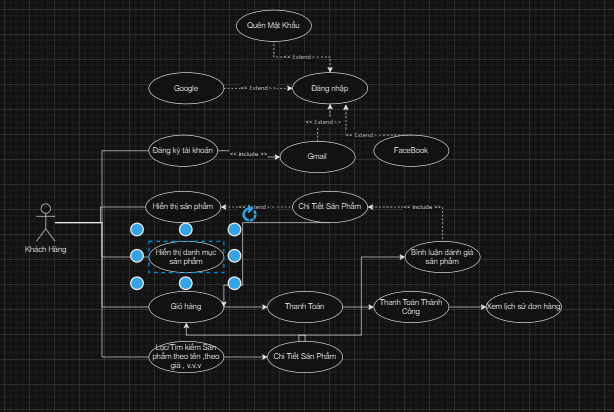 Quên Mật Khẩu
<< Extend>>
Google
<< Extend>>
Đăng nhập
<< Extend>>
<< Extend>>
Đăng ký tài khoản
<< include >>
Gmail
FaceBook
Hiển thị sản phẩm
Chi Tiết Sản Phẩm
<< include >>
Khách Hàng
Hiển thị danh mục
sản phẩm
Bình luận đánh giá
sản phẩm
Giỏ hàng
Thanh Toán
Thanh Toán Thành
Công
Xem lịch sử đơn hàng
Lọc/Tìm kiếm Sản
phẩm theo tên ,theo
giá , v.v.v
Chi Tiết Sản Phẩm